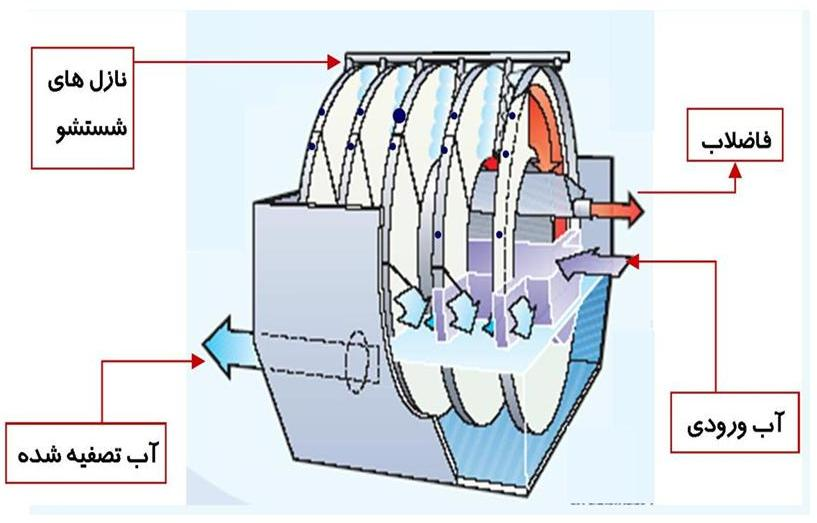 نازل های
شستشو
فاضلاب
آب ورودی
آب تصفیه شده